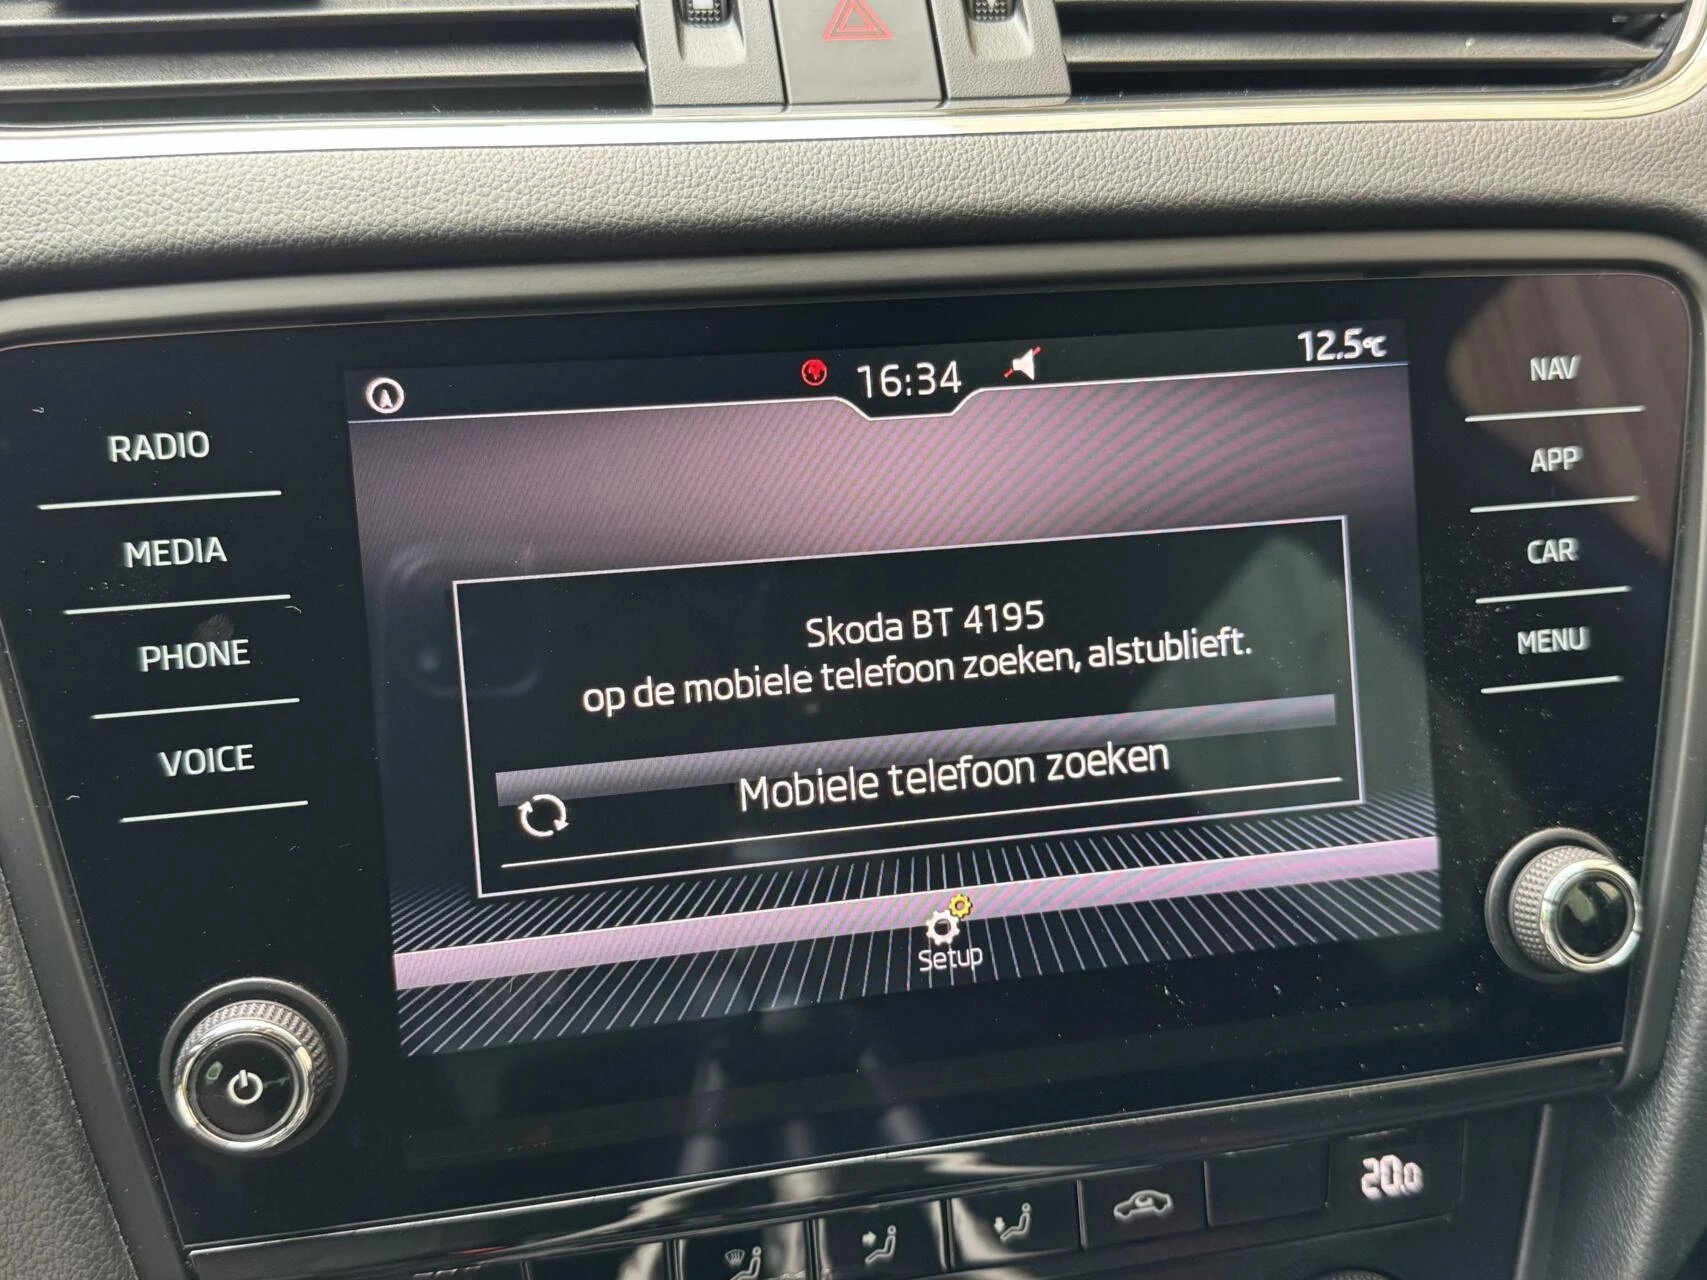 16:34
12.5°C
RADIO
MEDIA
PHONE
VOICE
NAV
APP
CAR
MENU
Skoda BT 4195
op de mobiele telefoon zoeken, alstublieft.
Mobiele telefoon zoeken
Setup
20.0